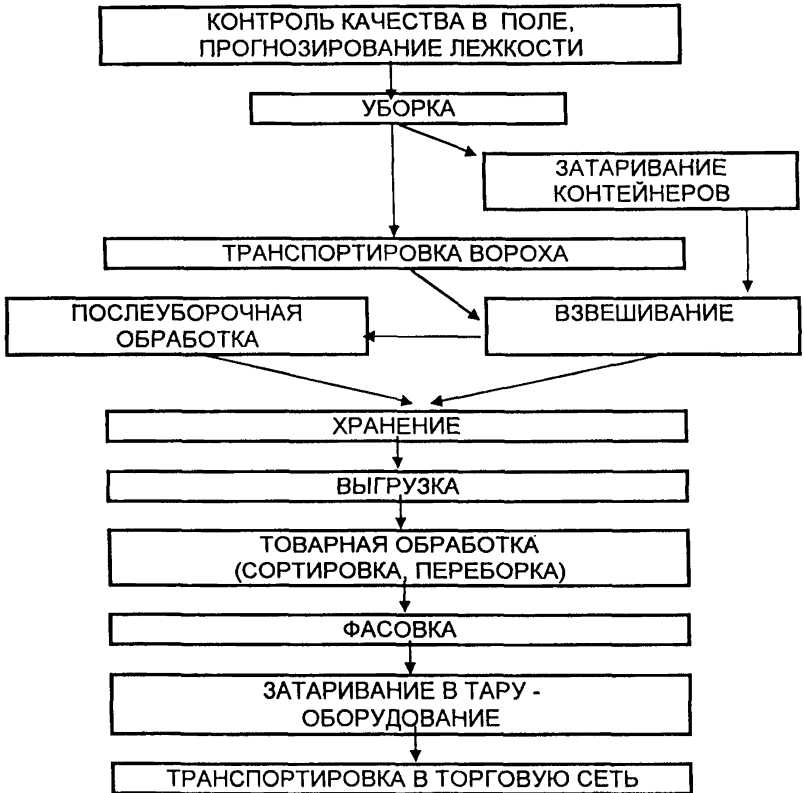 КОНТРОЛЬ КАЧЕСТВА В ПОЛЕ,
ПРОГНОЗИРОВАНИЕ ЛЕЖКОСТИ
УБОРКА
ЗАТАРИВАНИЕ
КОНТЕЙНЕРОВ
ТРАНСПОРТИРОВКА ВОРОХА
ПОСЛЕУБОРОЧНАЯ
ОБРАБОТКА
ВЗВЕШИВАНИЕ
ХРАНЕНИЕ
ВЫГРУЗКА
ТОВАРНАЯ ОБРАБОТКА
(СОРТИРОВКА, ПЕРЕБОРКА)
ФАСОВКА
ЗАТАРИВАНИЕ В ТАРУ -
ОБОРУДОВАНИЕ
ТРАНСПОРТИРОВКА В ТОРГОВУЮ СЕТЬ